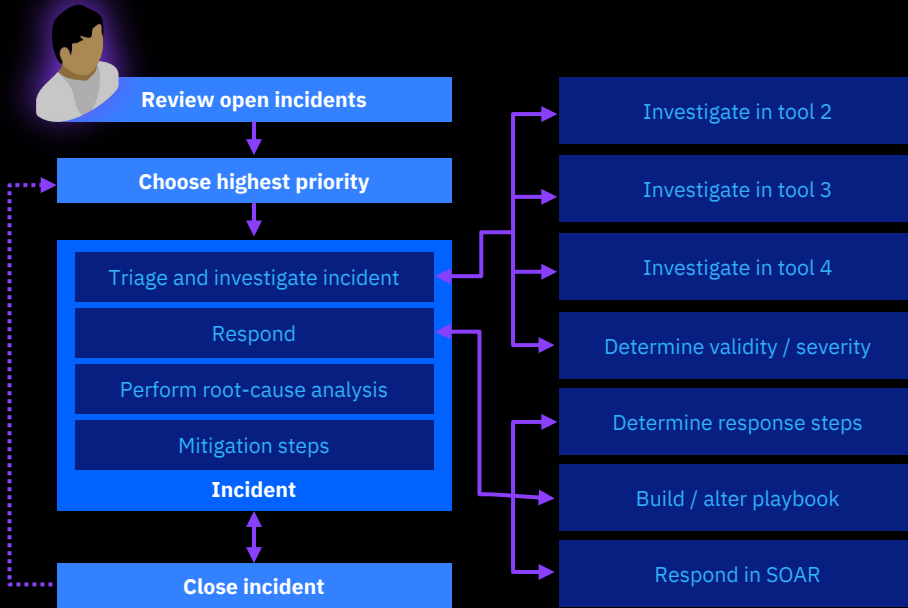 Review open incidents
Choose highest priority
Triage and investigate incident
Respond
Perform root-cause analysis
Mitigation steps
Incident
Close incident
Investigate in tool 2
Investigate in tool 3
Investigate in tool 4
Determine validity / severity
Determine response steps
Build / alter playbook
Respond in SOAR